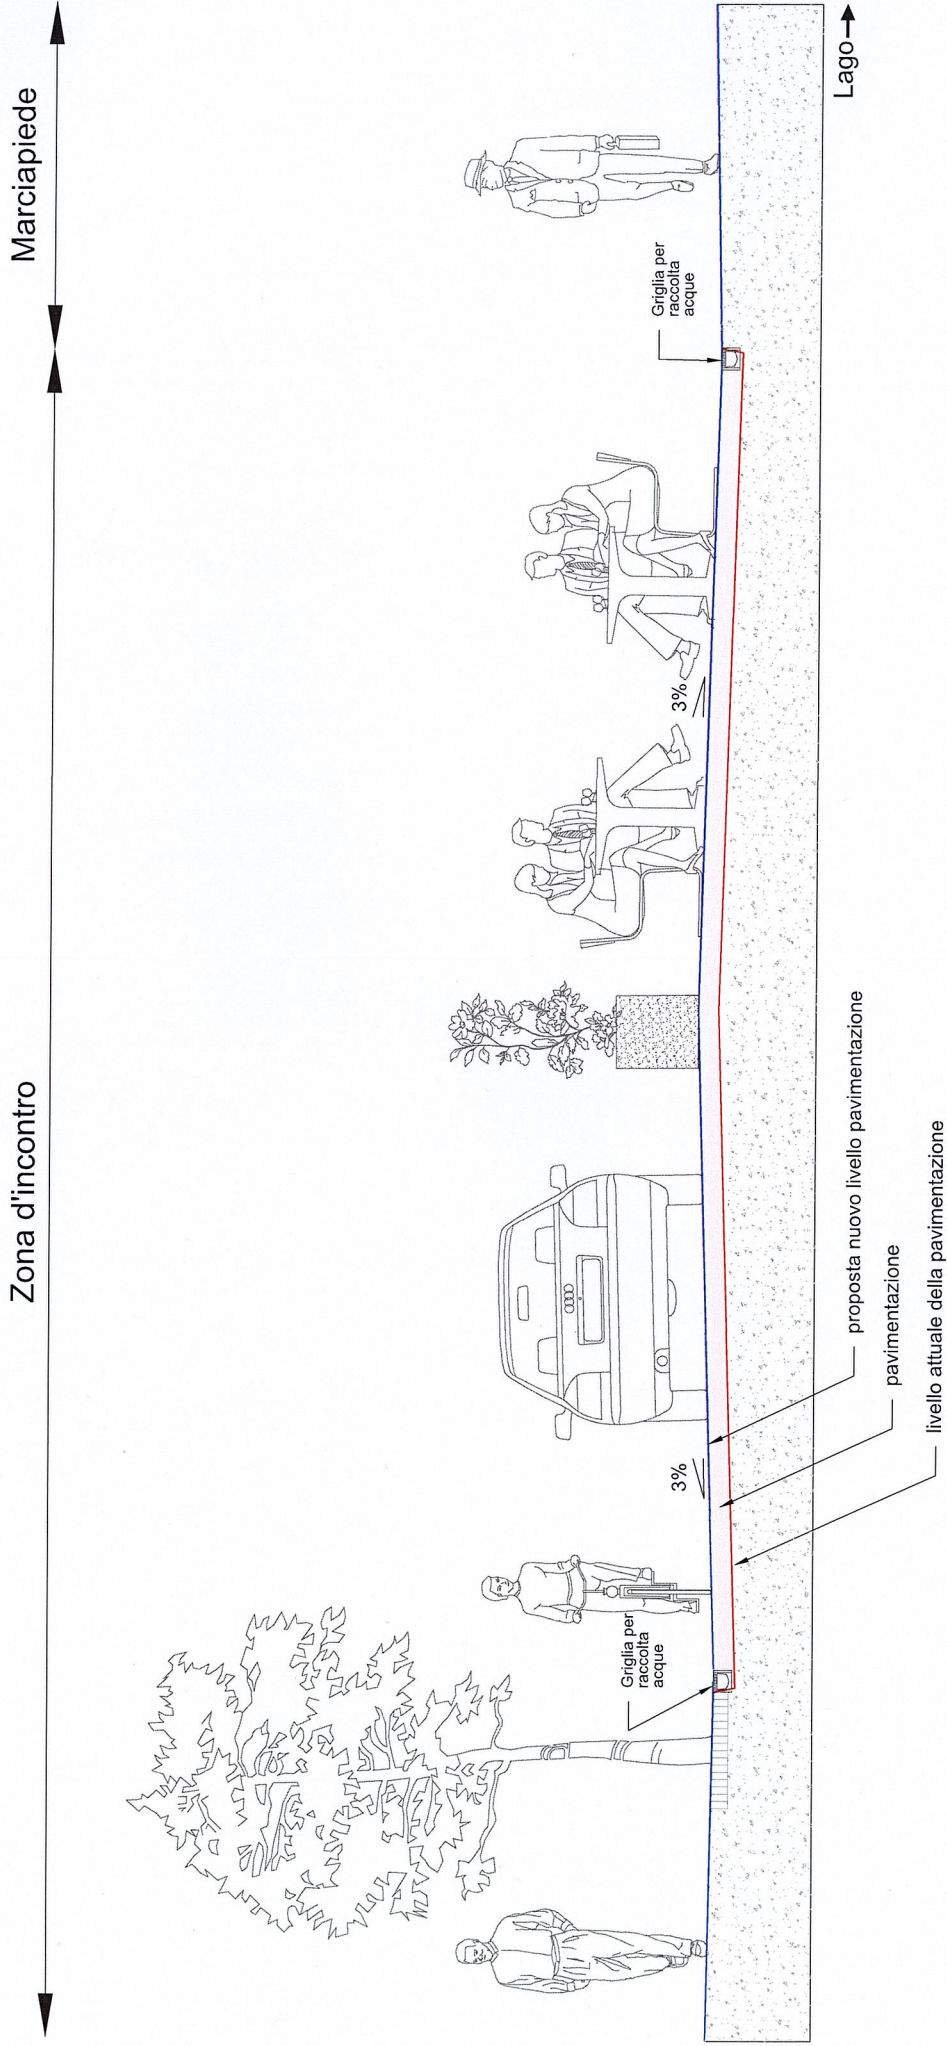 Zona d'incontro
Marciapiede
Griglia per
raccolta
acque
3%
3%
Griglia per
raccolta
acque
proposta nuovo livello pavimentazione
pavimentazione
livello attuale della pavimentazione
Lago